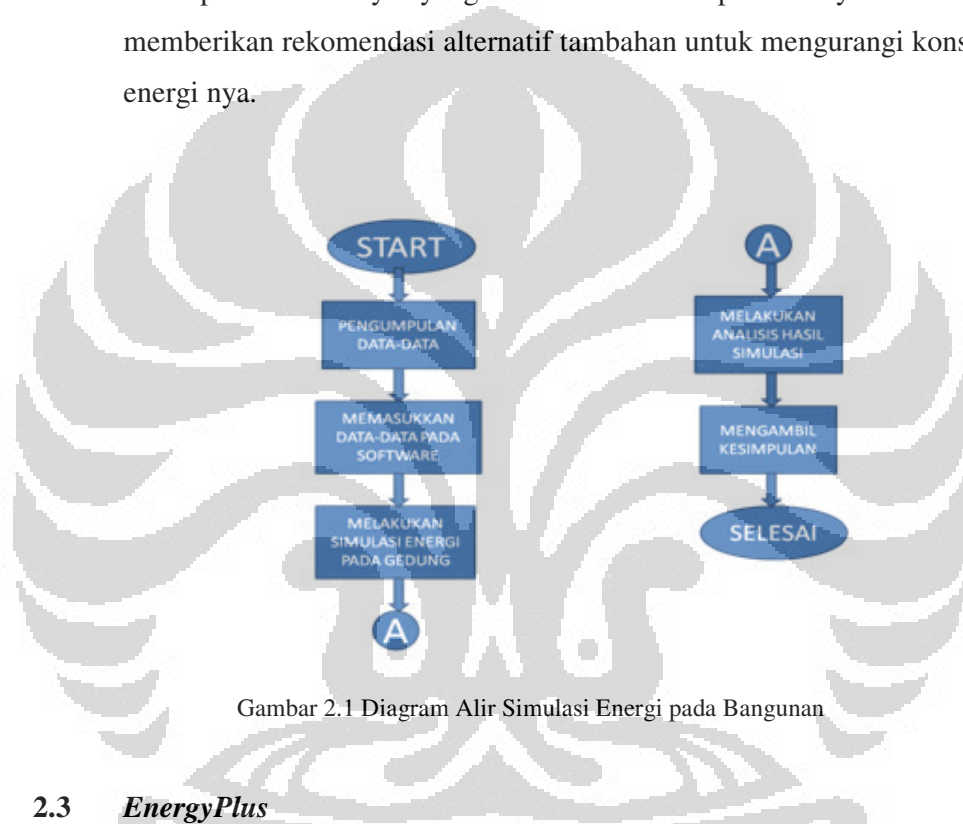 memberikan rekomendasi alternatif tambahan untuk mengurangi
energi nya.
START
PENGUMPULAN
DATA-DATA
MEMASUKKAN
DATA-DATA PADA
SOFTWARE
MELAKUKAN
SIMULASI ENERGI
PADA GEDUNG
A
A
MELAKUKAN
ANALISIS HASIL
SIMULASI
MENGAMBIL
KESIMPULAN
SELESAI
Gambar 2.1 Diagram Alir Simulasi Energi pada Bangunan
2.3 EnergyPlus